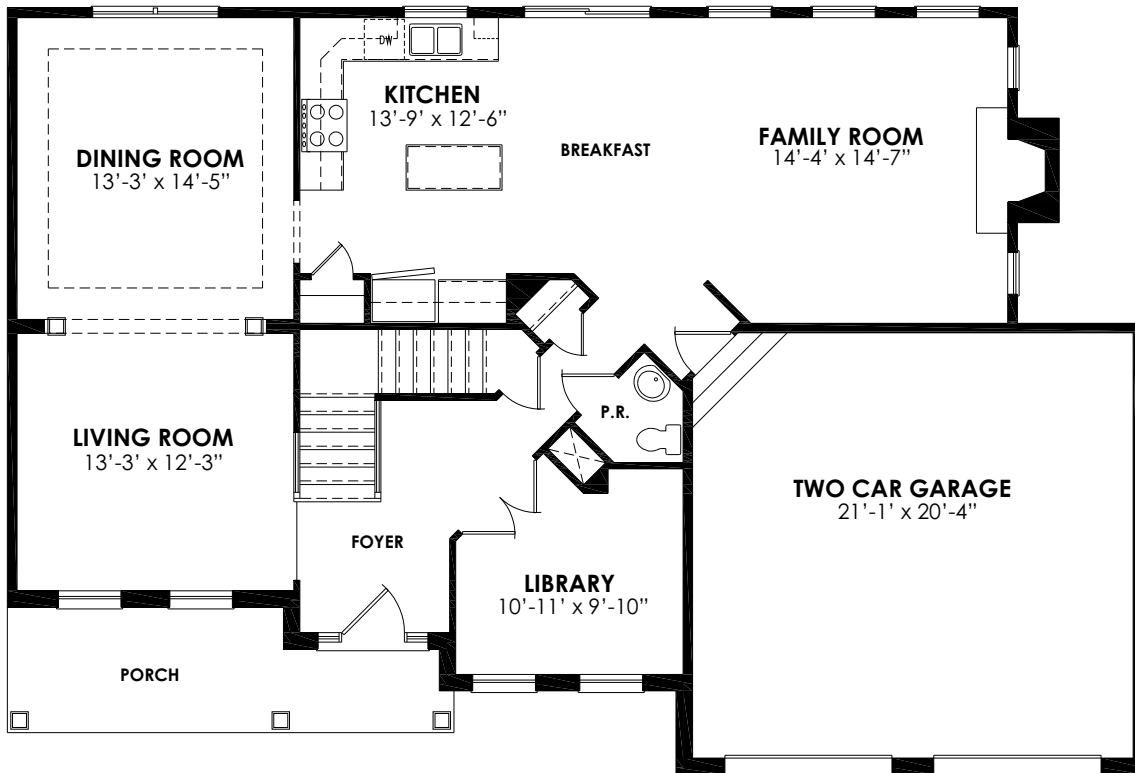 DW
KITCHEN
13'-9' x 12'-6”
DINING ROOM
13'-3' x 14'-5”
BREAKFAST
FAMILY ROOM
14'-4' x 14'-7”
LIVING ROOM
13'-3' x 12'-3”
P.R.
FOYER
TWO CAR GARAGE
21'-1' x 20'-4”
LIBRARY
10'-11' x 9'-10”
PORCH